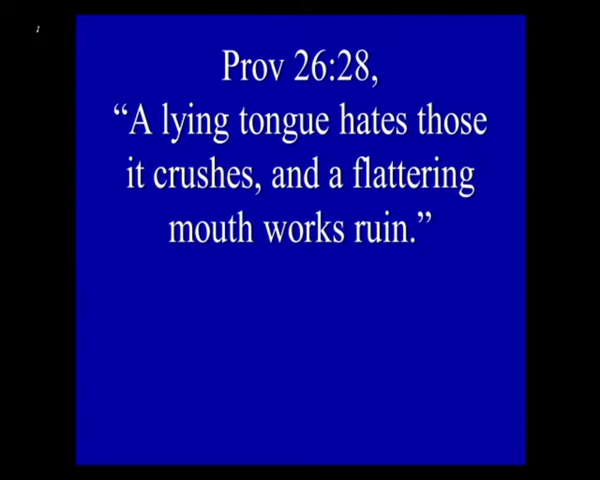 Prov 26:28,
“A lying tongue hates those
it crushes, and a flattering
mouth works ruin.”